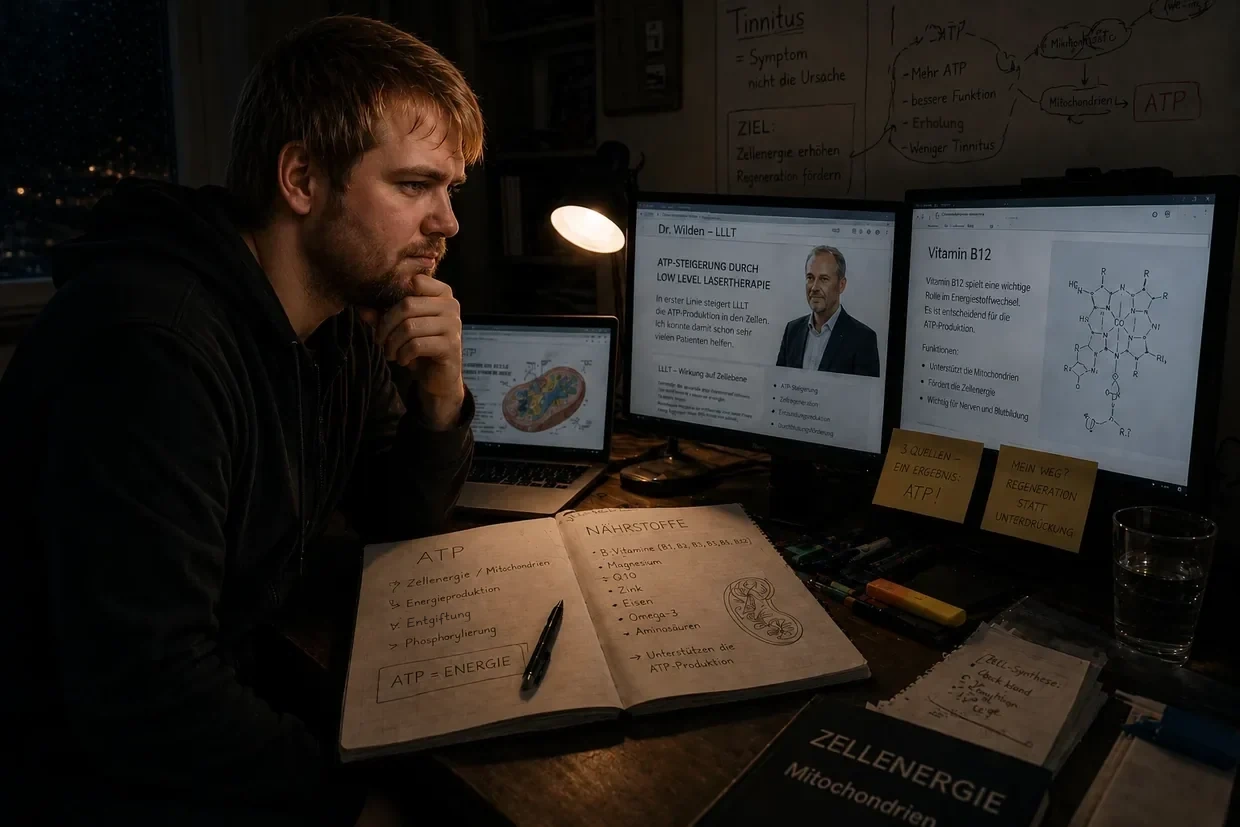 Tinnitus
= Symptom
nicht die Ursache
ZIEL:
Zellenergie erhöhen
Regeneration fördern
ATP
- Mehr ATP
- bessere Funktion
- Erholung
- Weniger Tinnitus
Mitochondrien
ATP
Dr. Wilden – LLLT
ATP-STEIGERUNG DURCH
LOW LEVEL LASERTHERAPIE
In erster Linie steigert LLLT
die ATP-Produktion in den Zellen.
Ich konnte damit schon sehr
vielen Patienten helfen.
LLLT – Wirkung auf Zellebene
• ATP-Steigerung
• Zellregeneration
Vitamin B12
Vitamin B12 spielt eine wichtige
Rolle im Energiestoffwechsel.
Es ist entscheidend für die
ATP-Produktion.
Funktionen:
• Unterstützt die Mitochondrien
• Fördert die Zellenergie
• Wichtig für Nerven und Blutbildung
3 QUELLEN –
EIN ERGEBNIS:
ATP!
MEIN WEG?
REGENERATION
STATT
UNTERDRÜCKUNG
ATP
Zellenergie / Mitochondrien
Energieproduktion
Entgiftung
Phosphorylierung
ATP = ENERGIE
NÄHRSTOFFE
• B-Vitamine (B1, B2, B3, B5, B6, B12)
• Magnesium
Q10
• Zink
• Eisen
• Omega-3
Aminosäuren
→ Unterstützen die
ATP-Produktion
ZELL-Synthese:
ZELLENERGIE
Mitochondrien